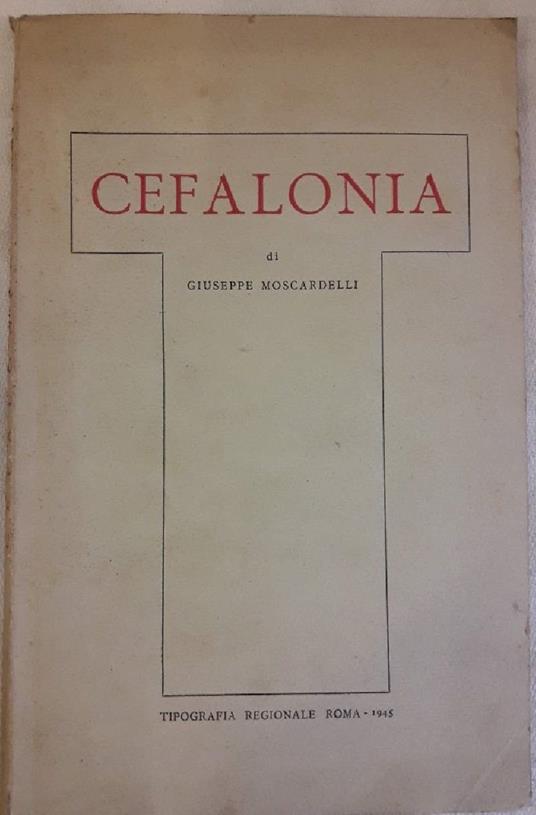 CEFALONIA
di
GIUSEPPE MOSCARDELLI
TIPOGRAFIA REGIONALE ROMA - 1945